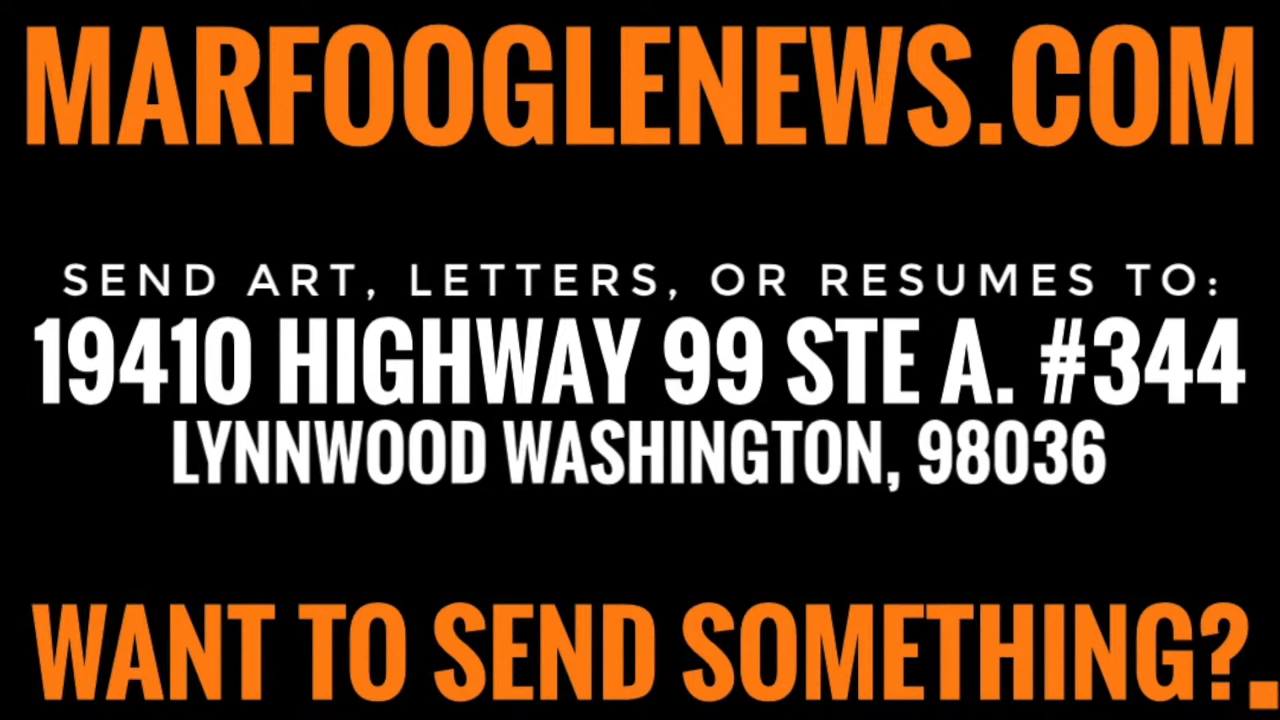 MARFOOGLENEWS.COM
SEND ART, LETTERS, OR RESUMES TO:
19410 HIGHWAY 99 STE A. #344
LYNNWOOD WASHINGTON, 98036
WANT TO SEND SOMETHING?.